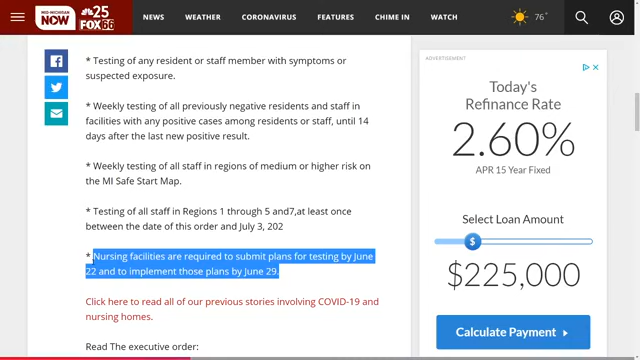 MID-MICHIGAN
NOW
NBC 25
FOX 66
NEWS
WEATHER
CORONAVIRUS
FEATURES
CHIME IN
WATCH
76°
* Testing of any resident or staff member with symptoms or
suspected exposure.
* Weekly testing of all previously negative residents and staff in
facilities with any positive cases among residents or staff, until 14
days after the last new positive result.
* Weekly testing of all staff in regions of medium or higher risk on
the MI Safe Start Map.
* Testing of all staff in Regions 1 through 5 and7,at least once
between the date of this order and July 3, 202
* Nursing facilities are required to submit plans for testing by June
22 and to implement those plans by June 29.
Click here to read all of our previous stories involving COVID-19 and
nursing homes.
Read The executive order:
ADVERTISEMENT
Today's
Refinance Rate
2.60%
APR 15 Year Fixed
Select Loan Amount
$
$225,000
Calculate Payment